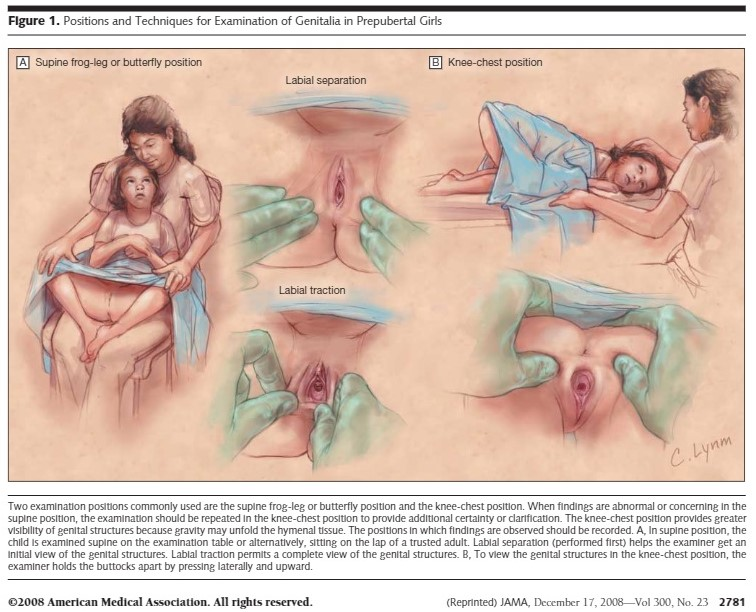 Figure 1. Positions and Techniques for Examination of Genitalia in Prepubertal Girls
A Supine frog-leg or butterfly position
B Knee-chest position
Labial separation
Labial traction
C. Lynm
Two examination positions commonly used are the supine frog-leg or butterfly position and the knee-chest position. When findings are abnormal or concerning in the
supine position, the examination should be repeated in the knee-chest position to provide additional certainty or clarification. The knee-chest position provides greater
visibility of genital structures because gravity may unfold the hymenal tissue. The positions in which findings are observed should be recorded. A, In supine position, the
child is examined supine on the examination table or alternatively, sitting on the lap of a trusted adult. Labial separation (performed first) helps the examiner get an
initial view of the genital structures. Labial traction permits a complete view of the genital structures. B, To view the genital structures in the knee-chest position, the
examiner holds the buttocks apart by pressing laterally and upward.
©2008 American Medical Association. All rights reserved.
(Reprinted) JAMA, December 17, 2008—Vol 300, No. 23 2781